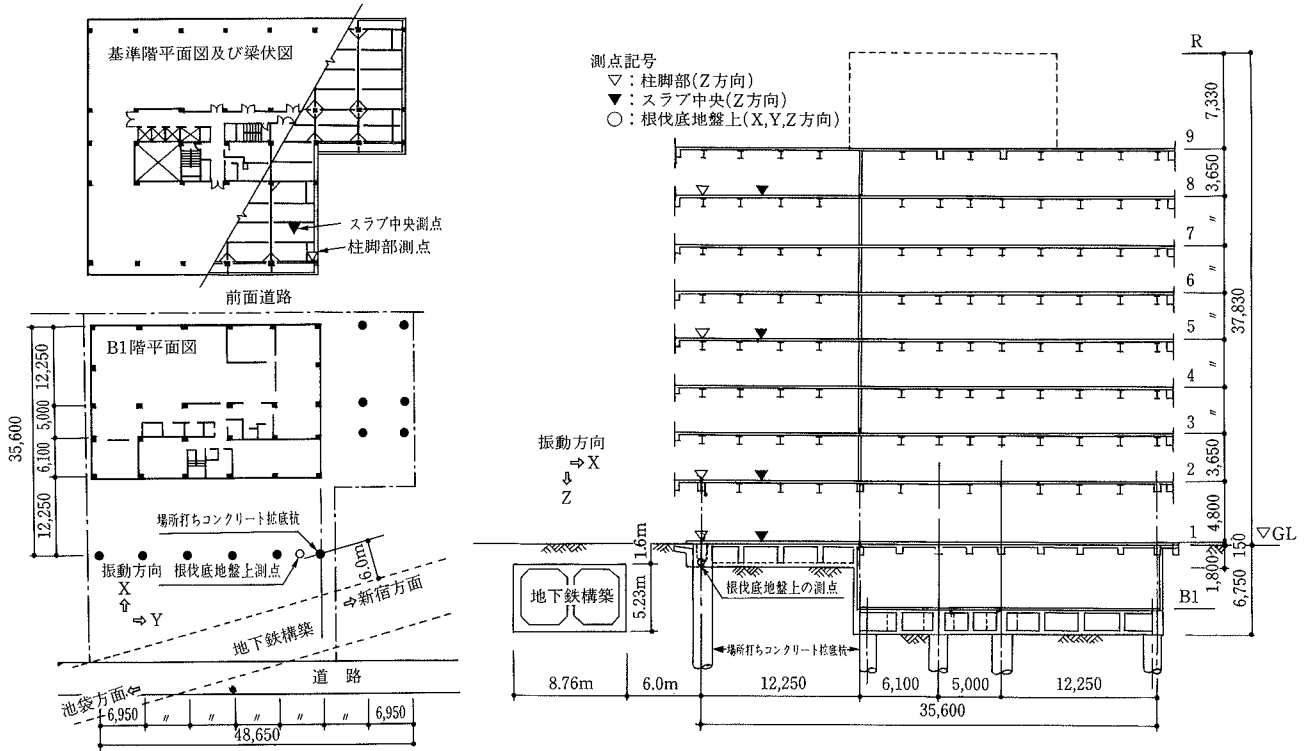 基準階平面図及び梁伏図
スラブ中央測点
柱脚部測点
前面道路
B1階平面図
12,250
5,000
6,100
12,250
35,600
場所打ちコンクリート拡底杭
振動方向
根伐底地盤上測点
X
Y
6.0m
⇨新宿方面
地下鉄構築
道 路
池袋方面⇦
6,950
〃
〃
〃
〃
〃
6,950
48,650
測点記号
▽:柱脚部(Z方向)
▼:スラブ中央(Z方向)
○:根伐底地盤上(X,Y,Z方向)
R
7,330
9
3,650
8
〃
7
〃
6
〃
5
〃
4
〃
3
3,650
2
4,800
1
37,830
▽GL
150
1,800
6,750
B1
振動方向
⇨X
Z
1.6m
5.23m
地下鉄構築
根伐底地盤上の測点
場所打ちコンクリート拡底杭
8.76m
6.0m
12,250
6,100
5,000
12,250
35,600